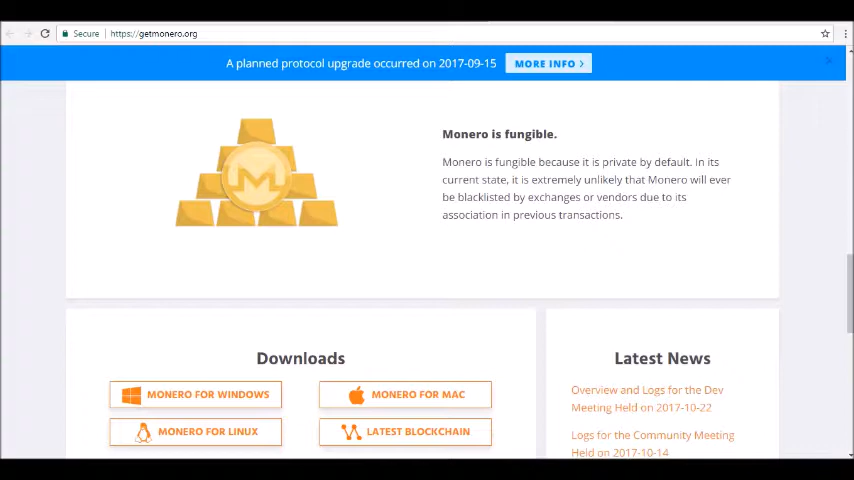 Secure https://getmonero.org
A planned protocol upgrade occurred on 2017-09-15 MORE INFO
Monero is fungible.
Monero is fungible because it is private by default. In its
current state, it is extremely unlikely that Monero will ever
be blacklisted by exchanges or vendors due to its
association in previous transactions.
Downloads
MONERO FOR WINDOWS
MONERO FOR MAC
MONERO FOR LINUX
LATEST BLOCKCHAIN
Latest News
Overview and Logs for the Dev
Meeting Held on 2017-10-22
Logs for the Community Meeting
Held on 2017-10-14